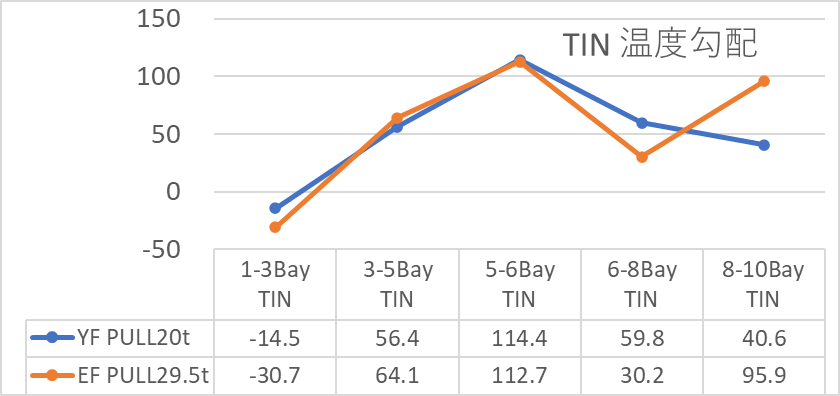 TIN 温度勾配
150
100
50
0
-50
1-3Bay TIN
3-5Bay TIN
5-6Bay TIN
6-8Bay TIN
8-10Bay TIN
YF PULL20t -14.5 56.4 114.4 59.8 40.6
EF PULL29.5t -30.7 64.1 112.7 30.2 95.9